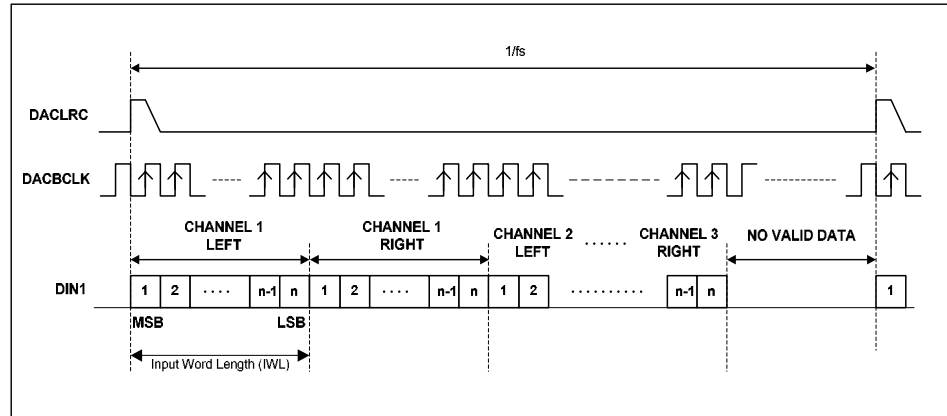 1/fs
DACLRC
DACBCLK
CHANNEL 1
LEFT
CHANNEL 1
RIGHT
CHANNEL 2
LEFT
......
CHANNEL 3
RIGHT
NO VALID DATA
DIN1
1 2 .... n-1 n 1 2 .... n-1 n 1 2 .......... n-1 n 1
MSB
LSB
Input Word Length (IWL)